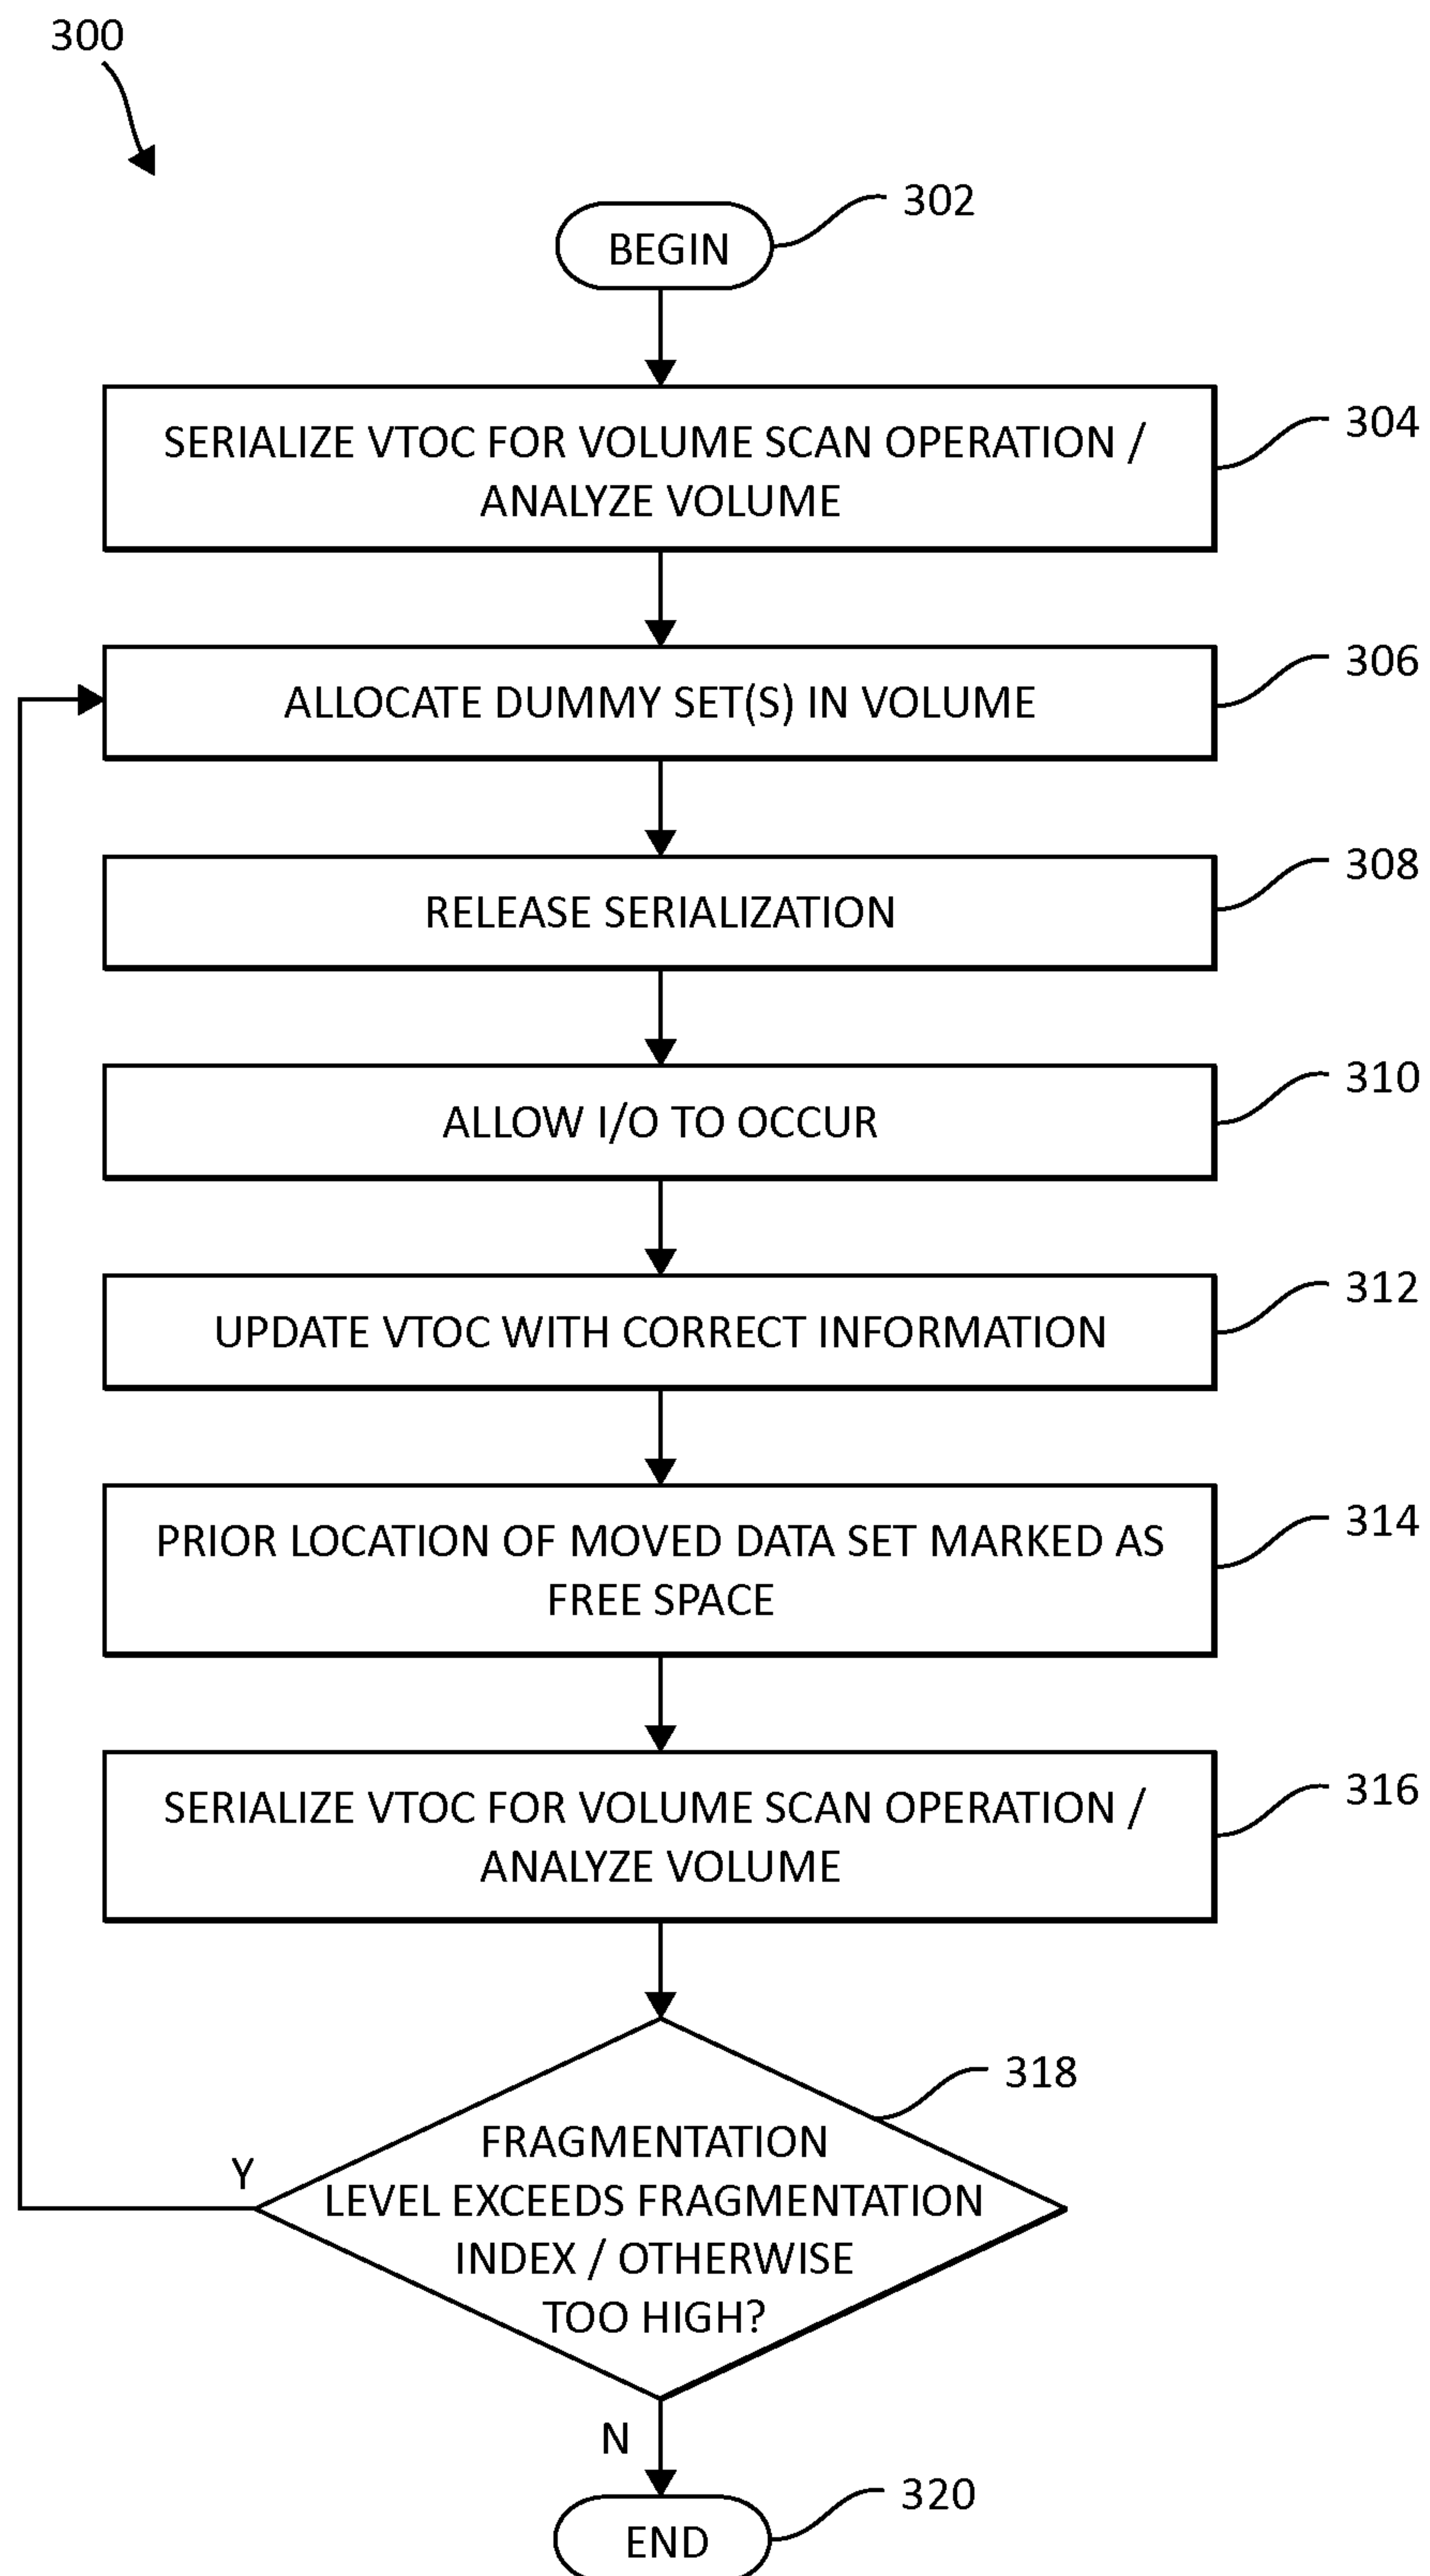 300
BEGIN
302
SERIALIZE VTOC FOR VOLUME SCAN OPERATION /
ANALYZE VOLUME
304
ALLOCATE DUMMY SET(S) IN VOLUME
306
RELEASE SERIALIZATION
308
ALLOW I/O TO OCCUR
310
UPDATE VTOC WITH CORRECT INFORMATION
312
PRIOR LOCATION OF MOVED DATA SET MARKED AS
FREE SPACE
314
SERIALIZE VTOC FOR VOLUME SCAN OPERATION /
ANALYZE VOLUME
316
318
FRAGMENTATION
LEVEL EXCEEDS FRAGMENTATION
INDEX / OTHERWISE
TOO HIGH?
Y
N
END
320